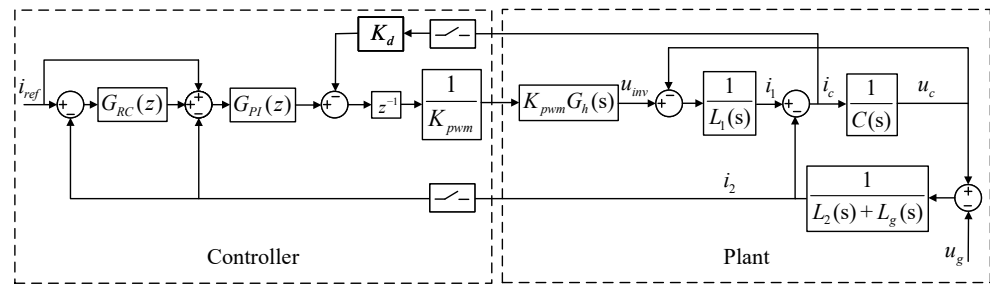 K_d
i_ref
+
−
G_RC(z)
+
+
−
G_PI(z)
+
−
z⁻¹
1
K_pwm
K_pwm G_h(s)
u_inv
+
−
1
L_1(s)
i_1
+
−
i_c
1
C(s)
u_c
i_2
1
L_2(s)+L_g(s)
+
−
u_g
Controller
Plant